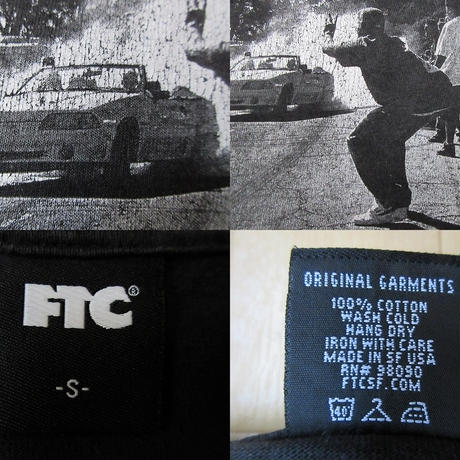 FTC®
-S-
ORIGINAL GARMENTS
100% COTTON
WASH COLD
HANG DRY
IRON WITH CARE
MADE IN SF USA
RN# 98090
FTCSF.COM
40°